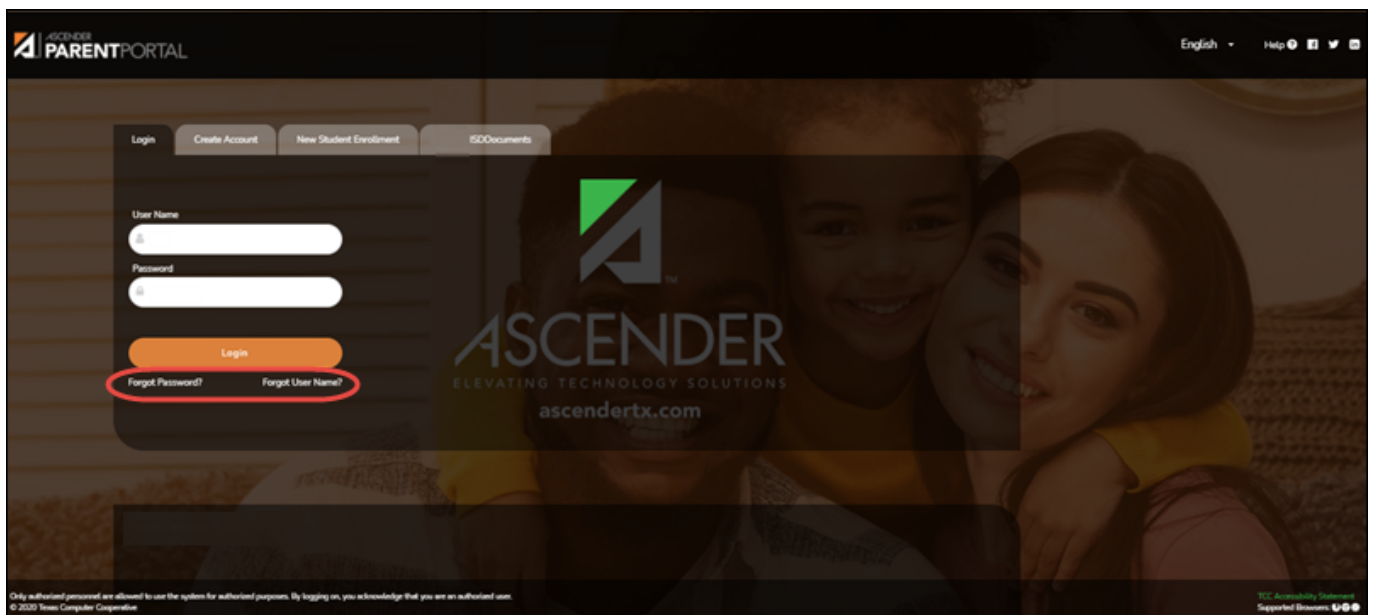 ASCENDER
PARENTPORTAL
English
Help
Login Create Account New Student Enrollment ISDDocuments
User Name
Password
Login
Forgot Password? Forgot User Name?
TM
ASCENDER
ELEVATING TECHNOLOGY SOLUTIONS
ascendertx.com
Only authorized personnel are allowed to use the system for authorized purposes. By logging on, you acknowledge that you are an authorized user.
© 2020 Texas Computer Cooperative
TCC Accessibility Statement
Supported Browsers: